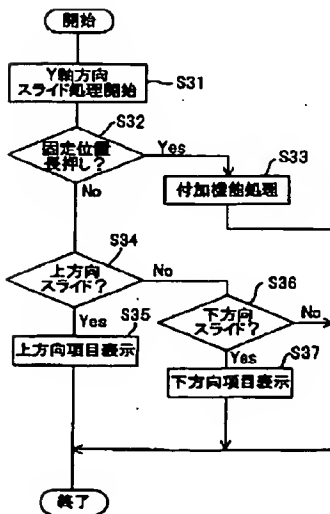 開始
Y軸方向
スライド処理開始
S31
S32
固定位置
長押し?
Yes
S33
付加機能処理
No
S34
上方向
スライド?
No
S36
Yes
S35
下方向
スライド?
No
上方向項目表示
Yes
S37
下方向項目表示
終了